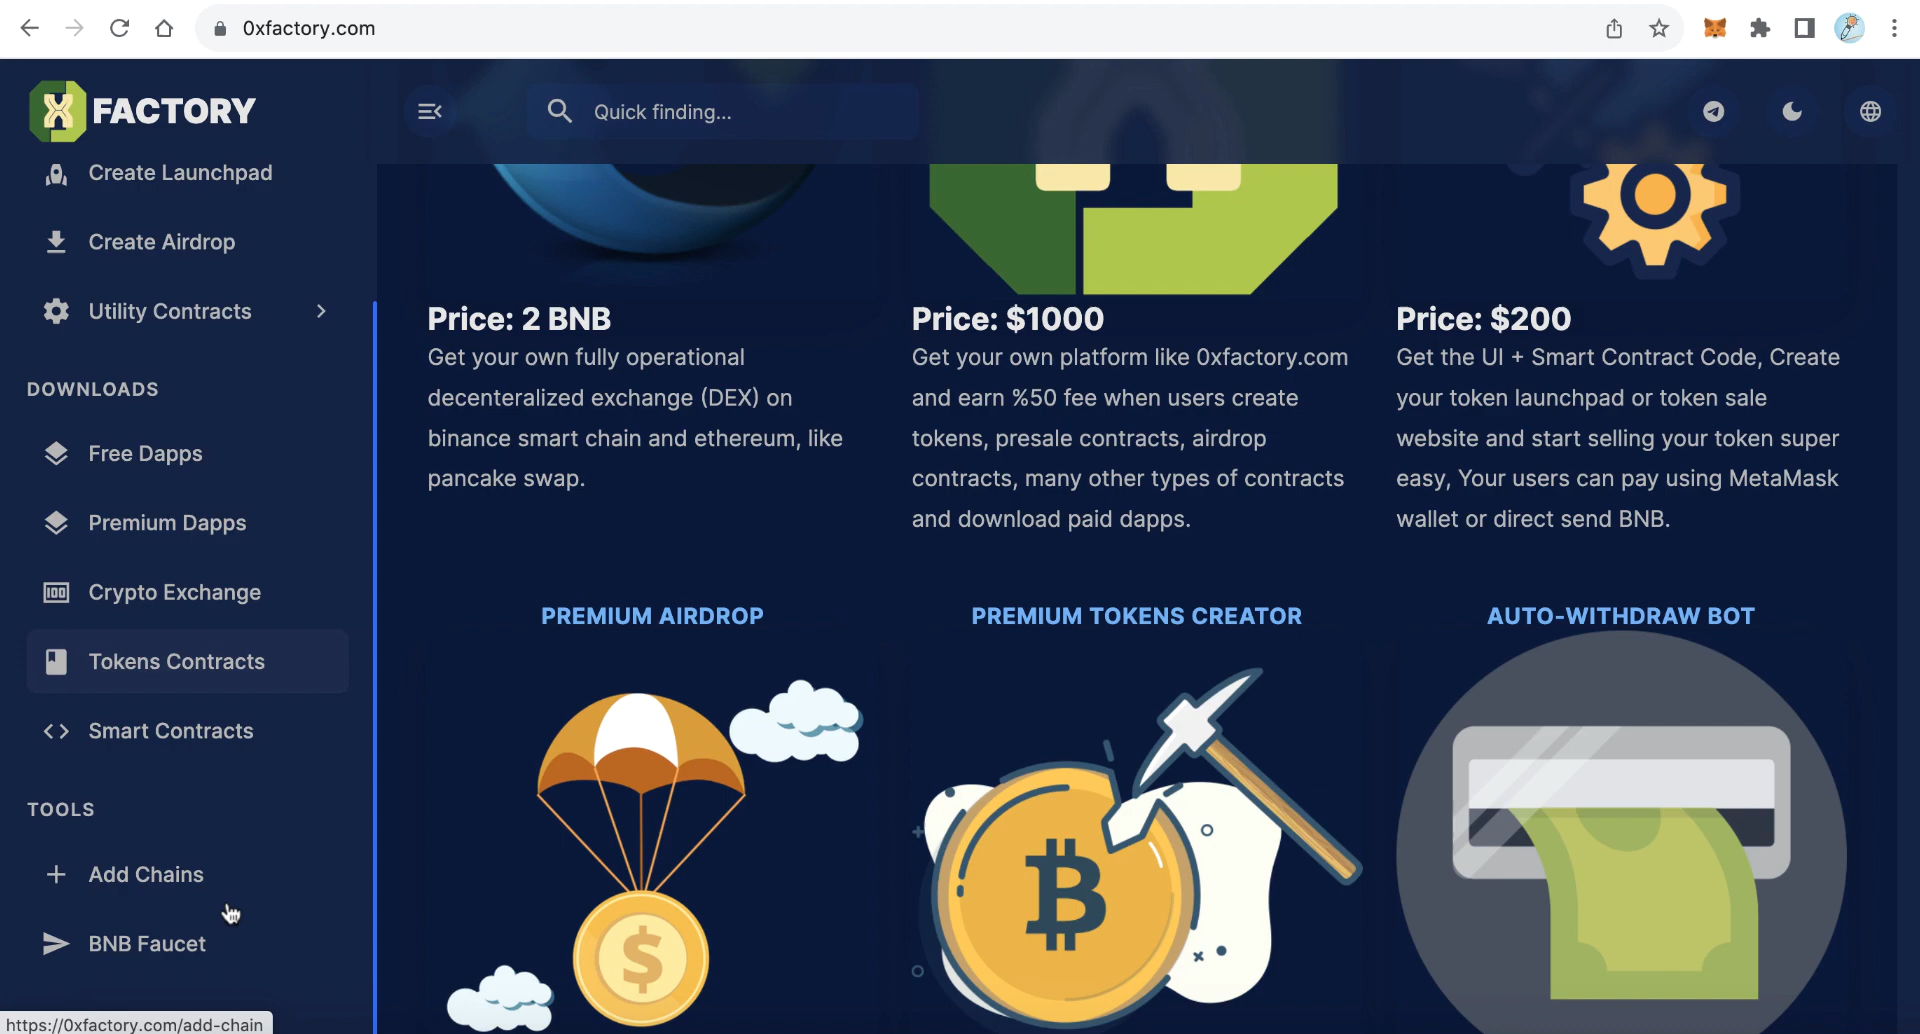 0xfactory.com
X FACTORY
Quick finding...
Create Launchpad
Create Airdrop
Utility Contracts
DOWNLOADS
Free Dapps
Premium Dapps
Crypto Exchange
Tokens Contracts
Smart Contracts
TOOLS
Add Chains
BNB Faucet
https://0xfactory.com/add-chain
Price: 2 BNB
Get your own fully operational
decenteralized exchange (DEX) on
binance smart chain and ethereum, like
pancake swap.
Price: $1000
Get your own platform like 0xfactory.com
and earn %50 fee when users create
tokens, presale contracts, airdrop
contracts, many other types of contracts
and download paid dapps.
Price: $200
Get the UI + Smart Contract Code, Create
your token launchpad or token sale
website and start selling your token super
easy, Your users can pay using MetaMask
wallet or direct send BNB.
PREMIUM AIRDROP
$
PREMIUM TOKENS CREATOR
AUTO-WITHDRAW BOT